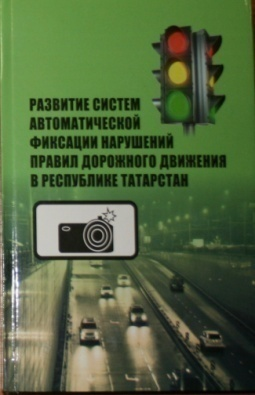 РАЗВИТИЕ СИСТЕМ
АВТОМАТИЧЕСКОЙ
ФИКСАЦИИ НАРУШЕНИЙ
ПРАВИЛ ДОРОЖНОГО ДВИЖЕНИЯ
В РЕСПУБЛИКЕ ТАТАРСТАН